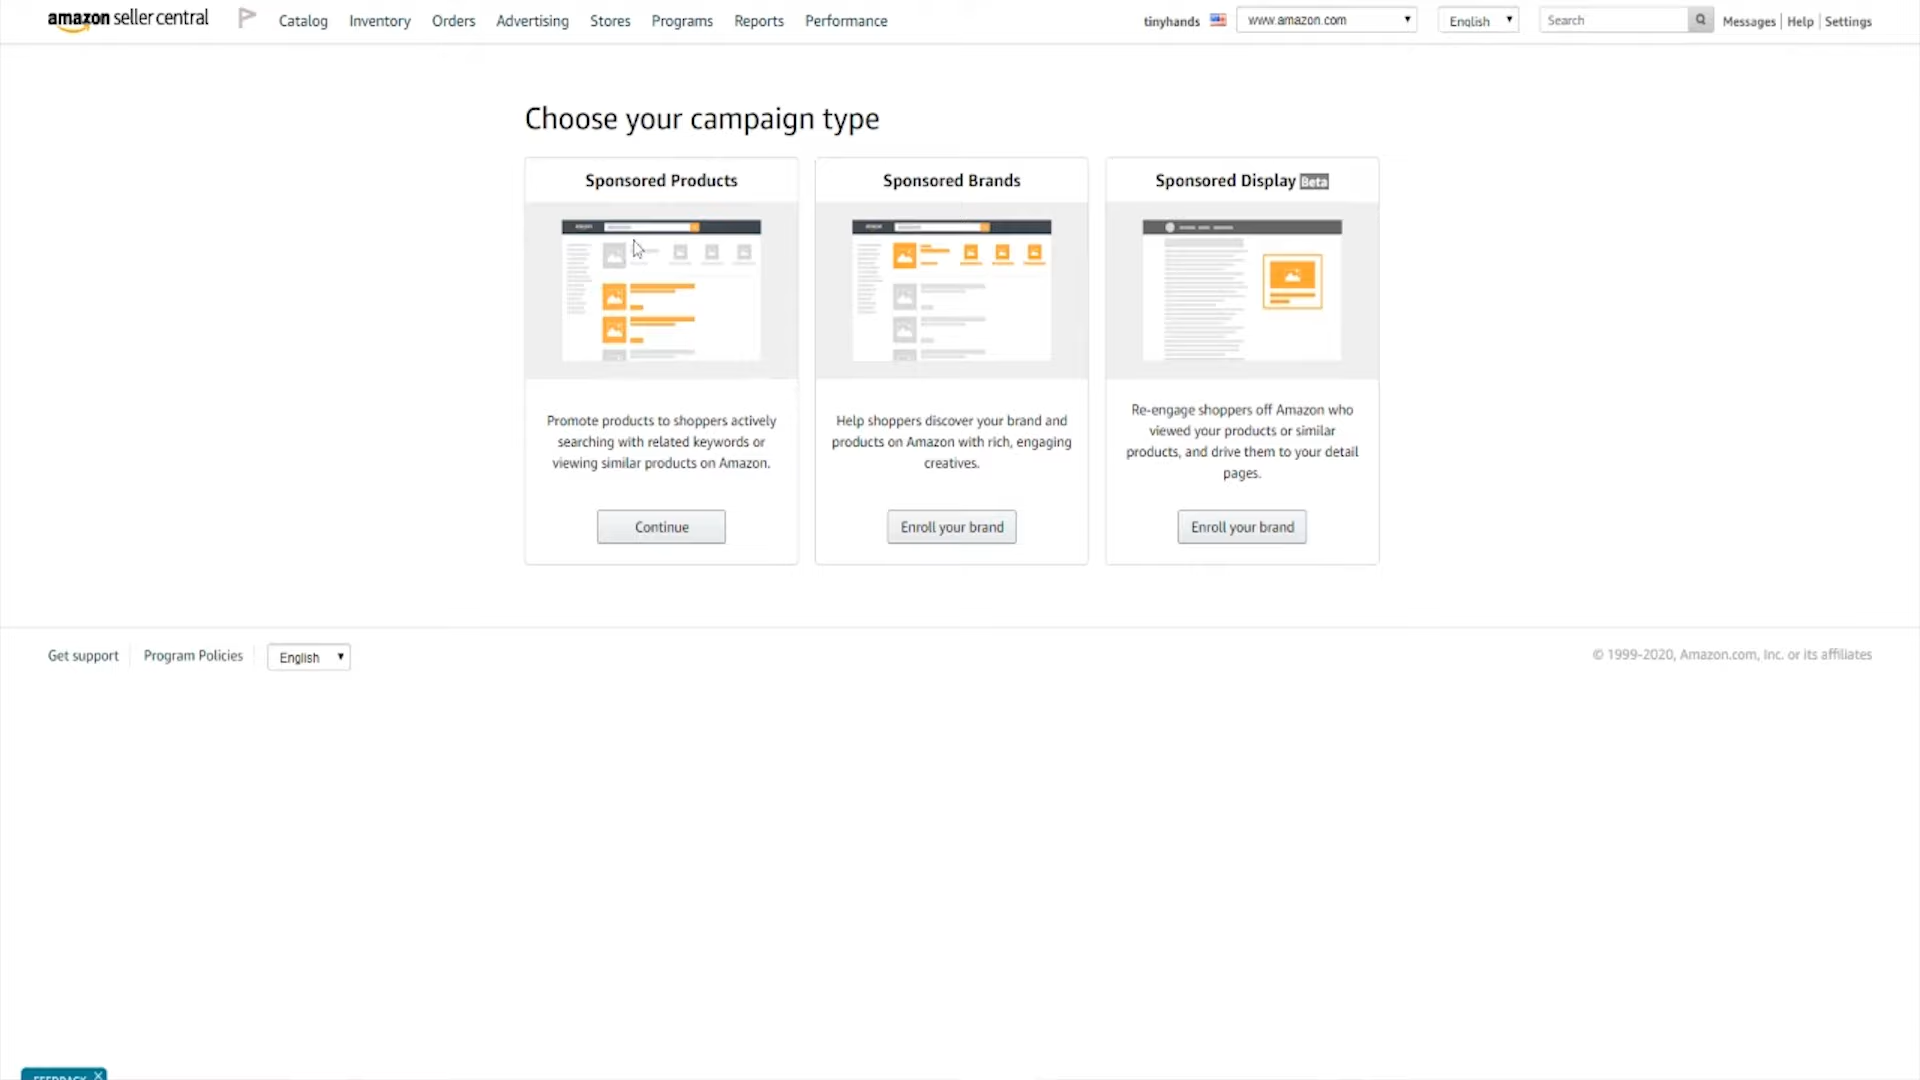 amazon seller central
Catalog Inventory Orders Advertising Stores Programs Reports Performance
tinyhands www.amazon.com English Search Messages | Help | Settings
Choose your campaign type
Sponsored Products
Promote products to shoppers actively
searching with related keywords or
viewing similar products on Amazon.
Continue
Sponsored Brands
Help shoppers discover your brand and
products on Amazon with rich, engaging
creatives.
Enroll your brand
Sponsored Display Beta
Re-engage shoppers off Amazon who
viewed your products or similar
products, and drive them to your detail
pages.
Enroll your brand
Get support Program Policies English
© 1999-2020, Amazon.com, Inc. or its affiliates
FEEDBACK